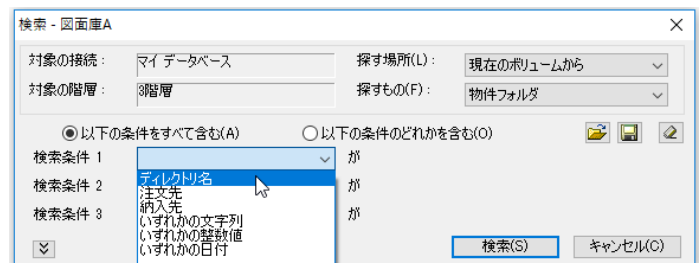 検索 - 図面庫A
対象の接続： マイ データベース 探す場所(L)： 現在のボリュームから
対象の階層： 3階層 探すもの(F)： 物件フォルダ
以下の条件をすべて含む(A) 以下の条件のどれかを含む(O)
検索条件 1 が
検索条件 2 ディレクトリ名 が
注文先
検索条件 3 納入先 が
いずれかの文字列
いずれかの整数値
いずれかの日付
検索(S) キャンセル(C)